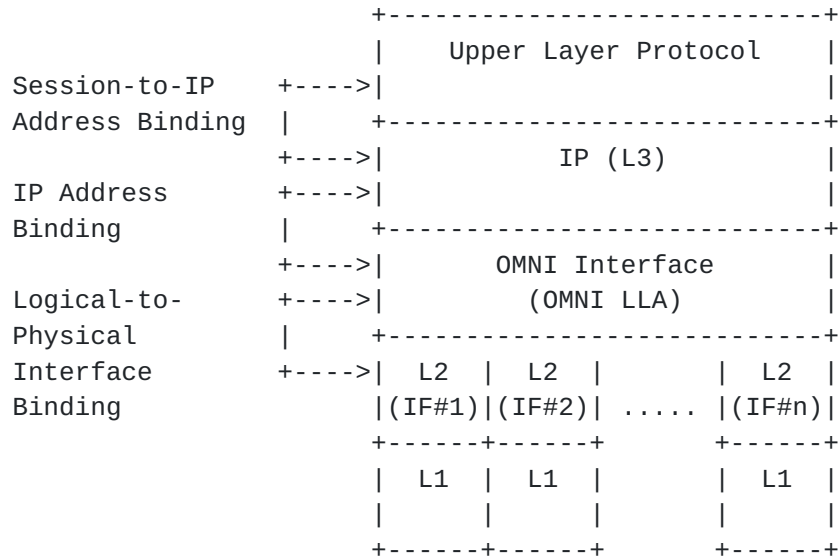 +----------------------------+
                       |    Upper Layer Protocol    |
Session-to-IP    +---->|                            |
Address Binding  |     +----------------------------+
                 +---->|           IP (L3)          |
IP Address       +---->|                            |
Binding          |     +----------------------------+
                 +---->|       OMNI Interface       |
Logical-to-      +---->|         (OMNI LLA)         |
Physical         |     +----------------------------+
Interface        +---->|  L2  |  L2  |       |  L2  |
Binding                |(IF#1)|(IF#2)| ..... |(IF#n)|
                       +------+------+       +------+
                       |  L1  |  L1  |       |  L1  |
                       |      |      |       |      |
                       +------+------+       +------+